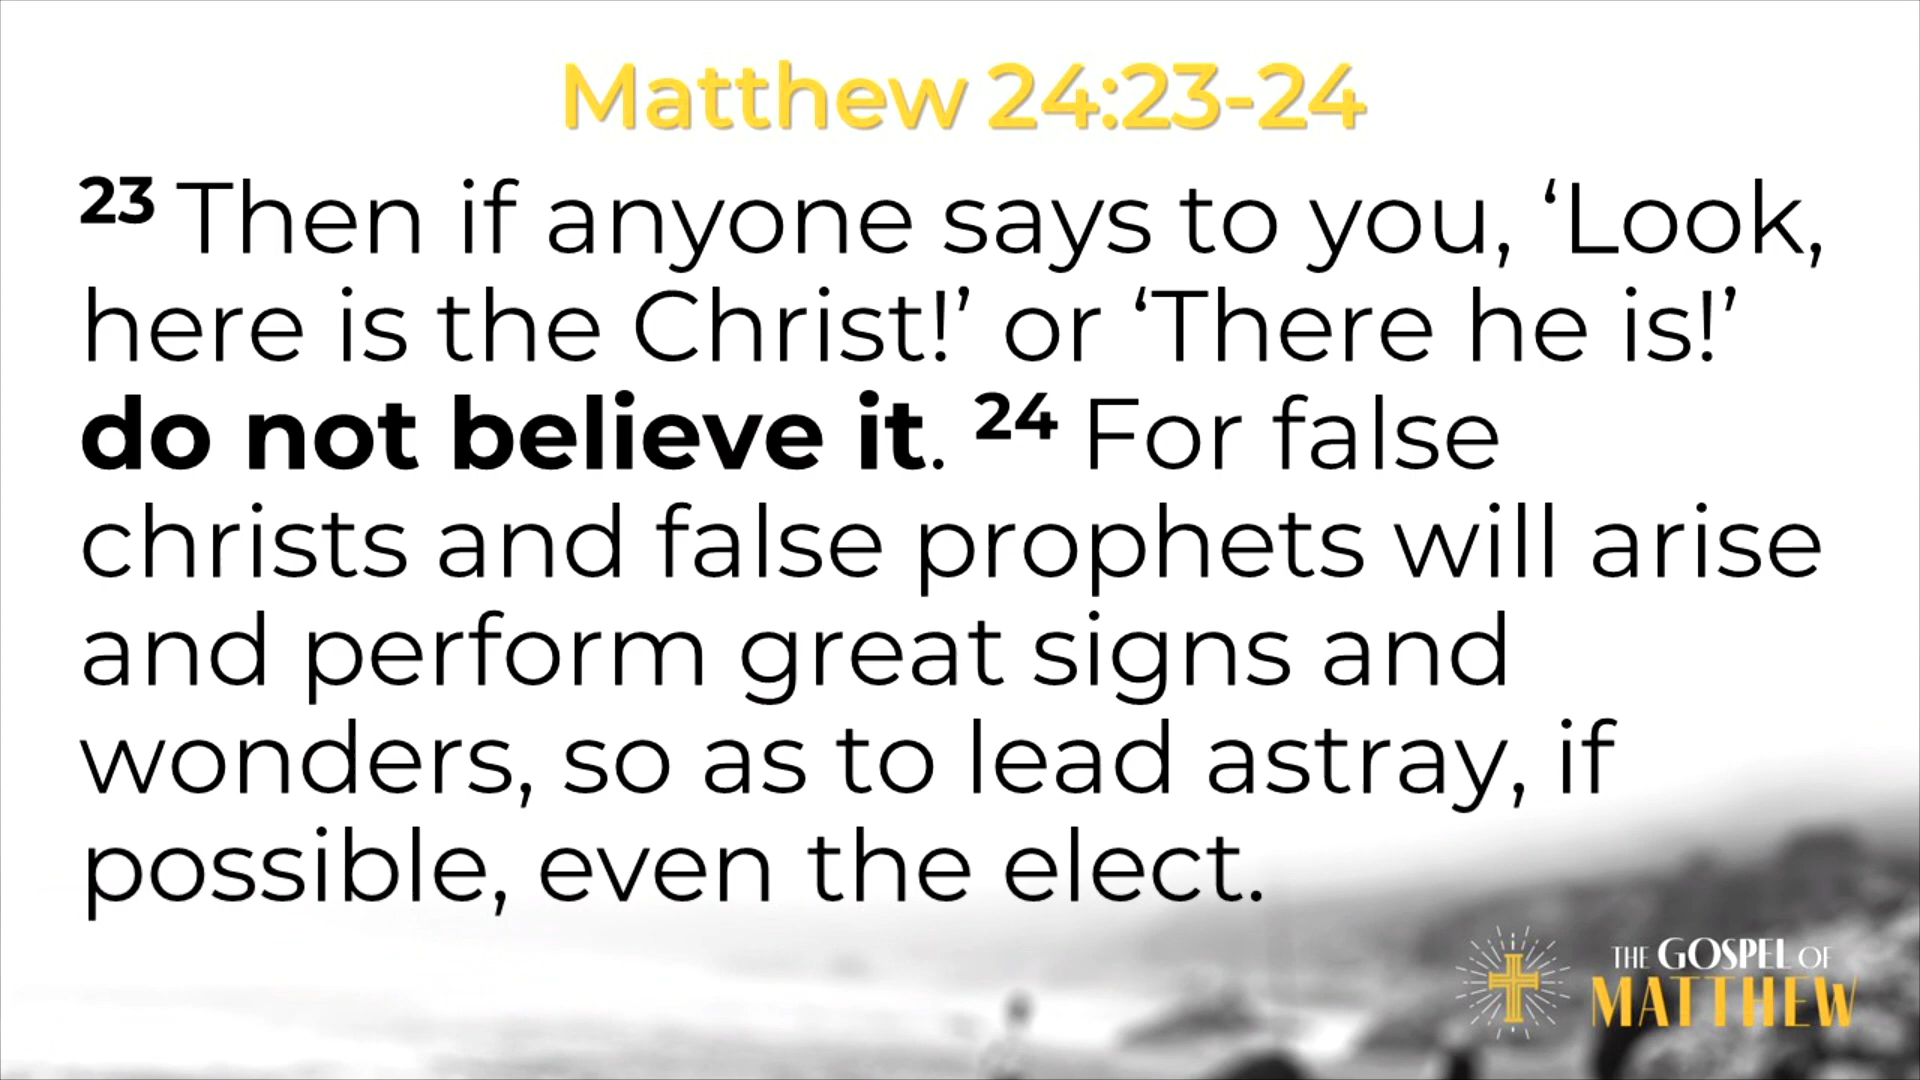 Matthew 24:23-24
23 Then if anyone says to you, ‘Look,
here is the Christ!’ or ‘There he is!’
do not believe it. 24 For false
christs and false prophets will arise
and perform great signs and
wonders, so as to lead astray, if
possible, even the elect.
THE GOSPEL OF
MATTHEW